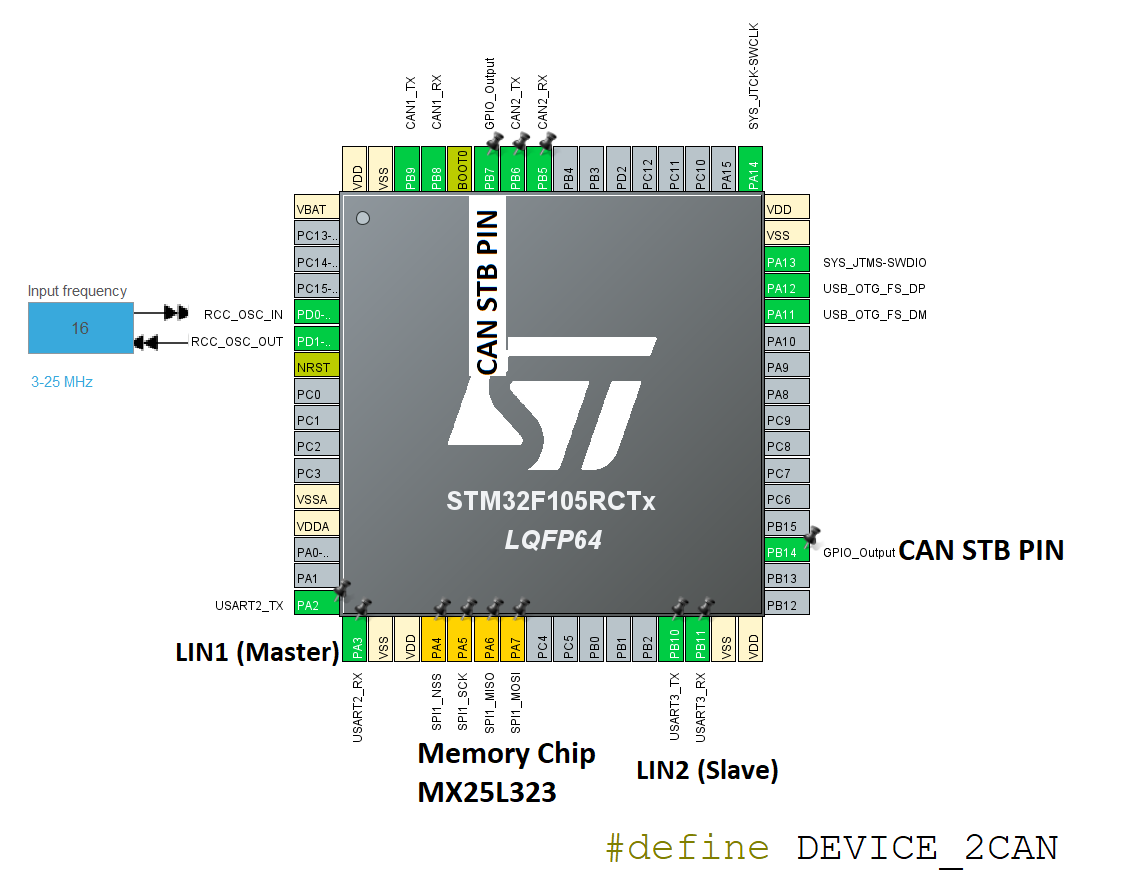 CAN1_TX
CAN1_RX
GPIO_Output
CAN2_TX
CAN2_RX
SYS_JTCK-SWCLK
VDD
VSS
PB9
PB8
BOOT0
PB7
PB6
PB5
PB4
PB3
PD2
PC12
PC11
PC10
PA15
PA14
VBAT
PC13-..
PC14-..
PC15-..
Input frequency
16
3-25 MHz
RCC_OSC_IN
PD0-..
RCC_OSC_OUT
PD1-..
NRST
PC0
PC1
PC2
PC3
VSSA
VDDA
PA0-..
PA1
USART2_TX
PA2
CAN STB PIN
ST
STM32F105RCTx
LQFP64
VDD
VSS
PA13
SYS_JTMS-SWDIO
PA12
USB_OTG_FS_DP
PA11
USB_OTG_FS_DM
PA10
PA9
PA8
PC9
PC8
PC7
PC6
PB15
PB14
GPIO_Output
CAN STB PIN
PB13
PB12
LIN1 (Master)
PA3
VSS
VDD
PA4
PA5
PA6
PA7
PC4
PC5
PB0
PB1
PB2
PB10
PB11
VSS
VDD
USART2_RX
SPI1_NSS
SPI1_SCK
SPI1_MISO
SPI1_MOSI
USART3_TX
USART3_RX
Memory Chip
MX25L323
LIN2 (Slave)
#define DEVICE_2CAN